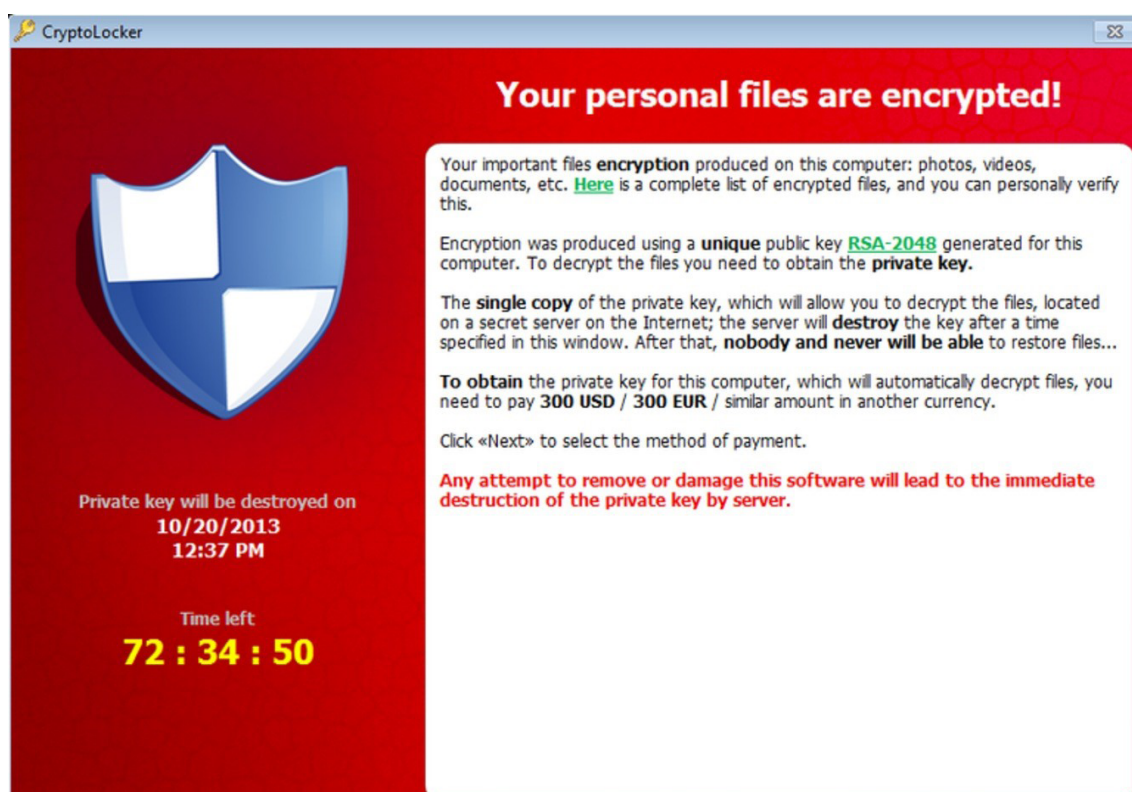 CryptoLocker
Your personal files are encrypted!
Your important files encryption produced on this computer: photos, videos,
documents, etc. Here is a complete list of encrypted files, and you can personally verify
this.
Encryption was produced using a unique public key RSA-2048 generated for this
computer. To decrypt the files you need to obtain the private key.
The single copy of the private key, which will allow you to decrypt the files, located
on a secret server on the Internet; the server will destroy the key after a time
specified in this window. After that, nobody and never will be able to restore files...
To obtain the private key for this computer, which will automatically decrypt files, you
need to pay 300 USD / 300 EUR / similar amount in another currency.
Click «Next» to select the method of payment.
Any attempt to remove or damage this software will lead to the immediate
destruction of the private key by server.
Private key will be destroyed on
10/20/2013
12:37 PM
Time left
72 : 34 : 50